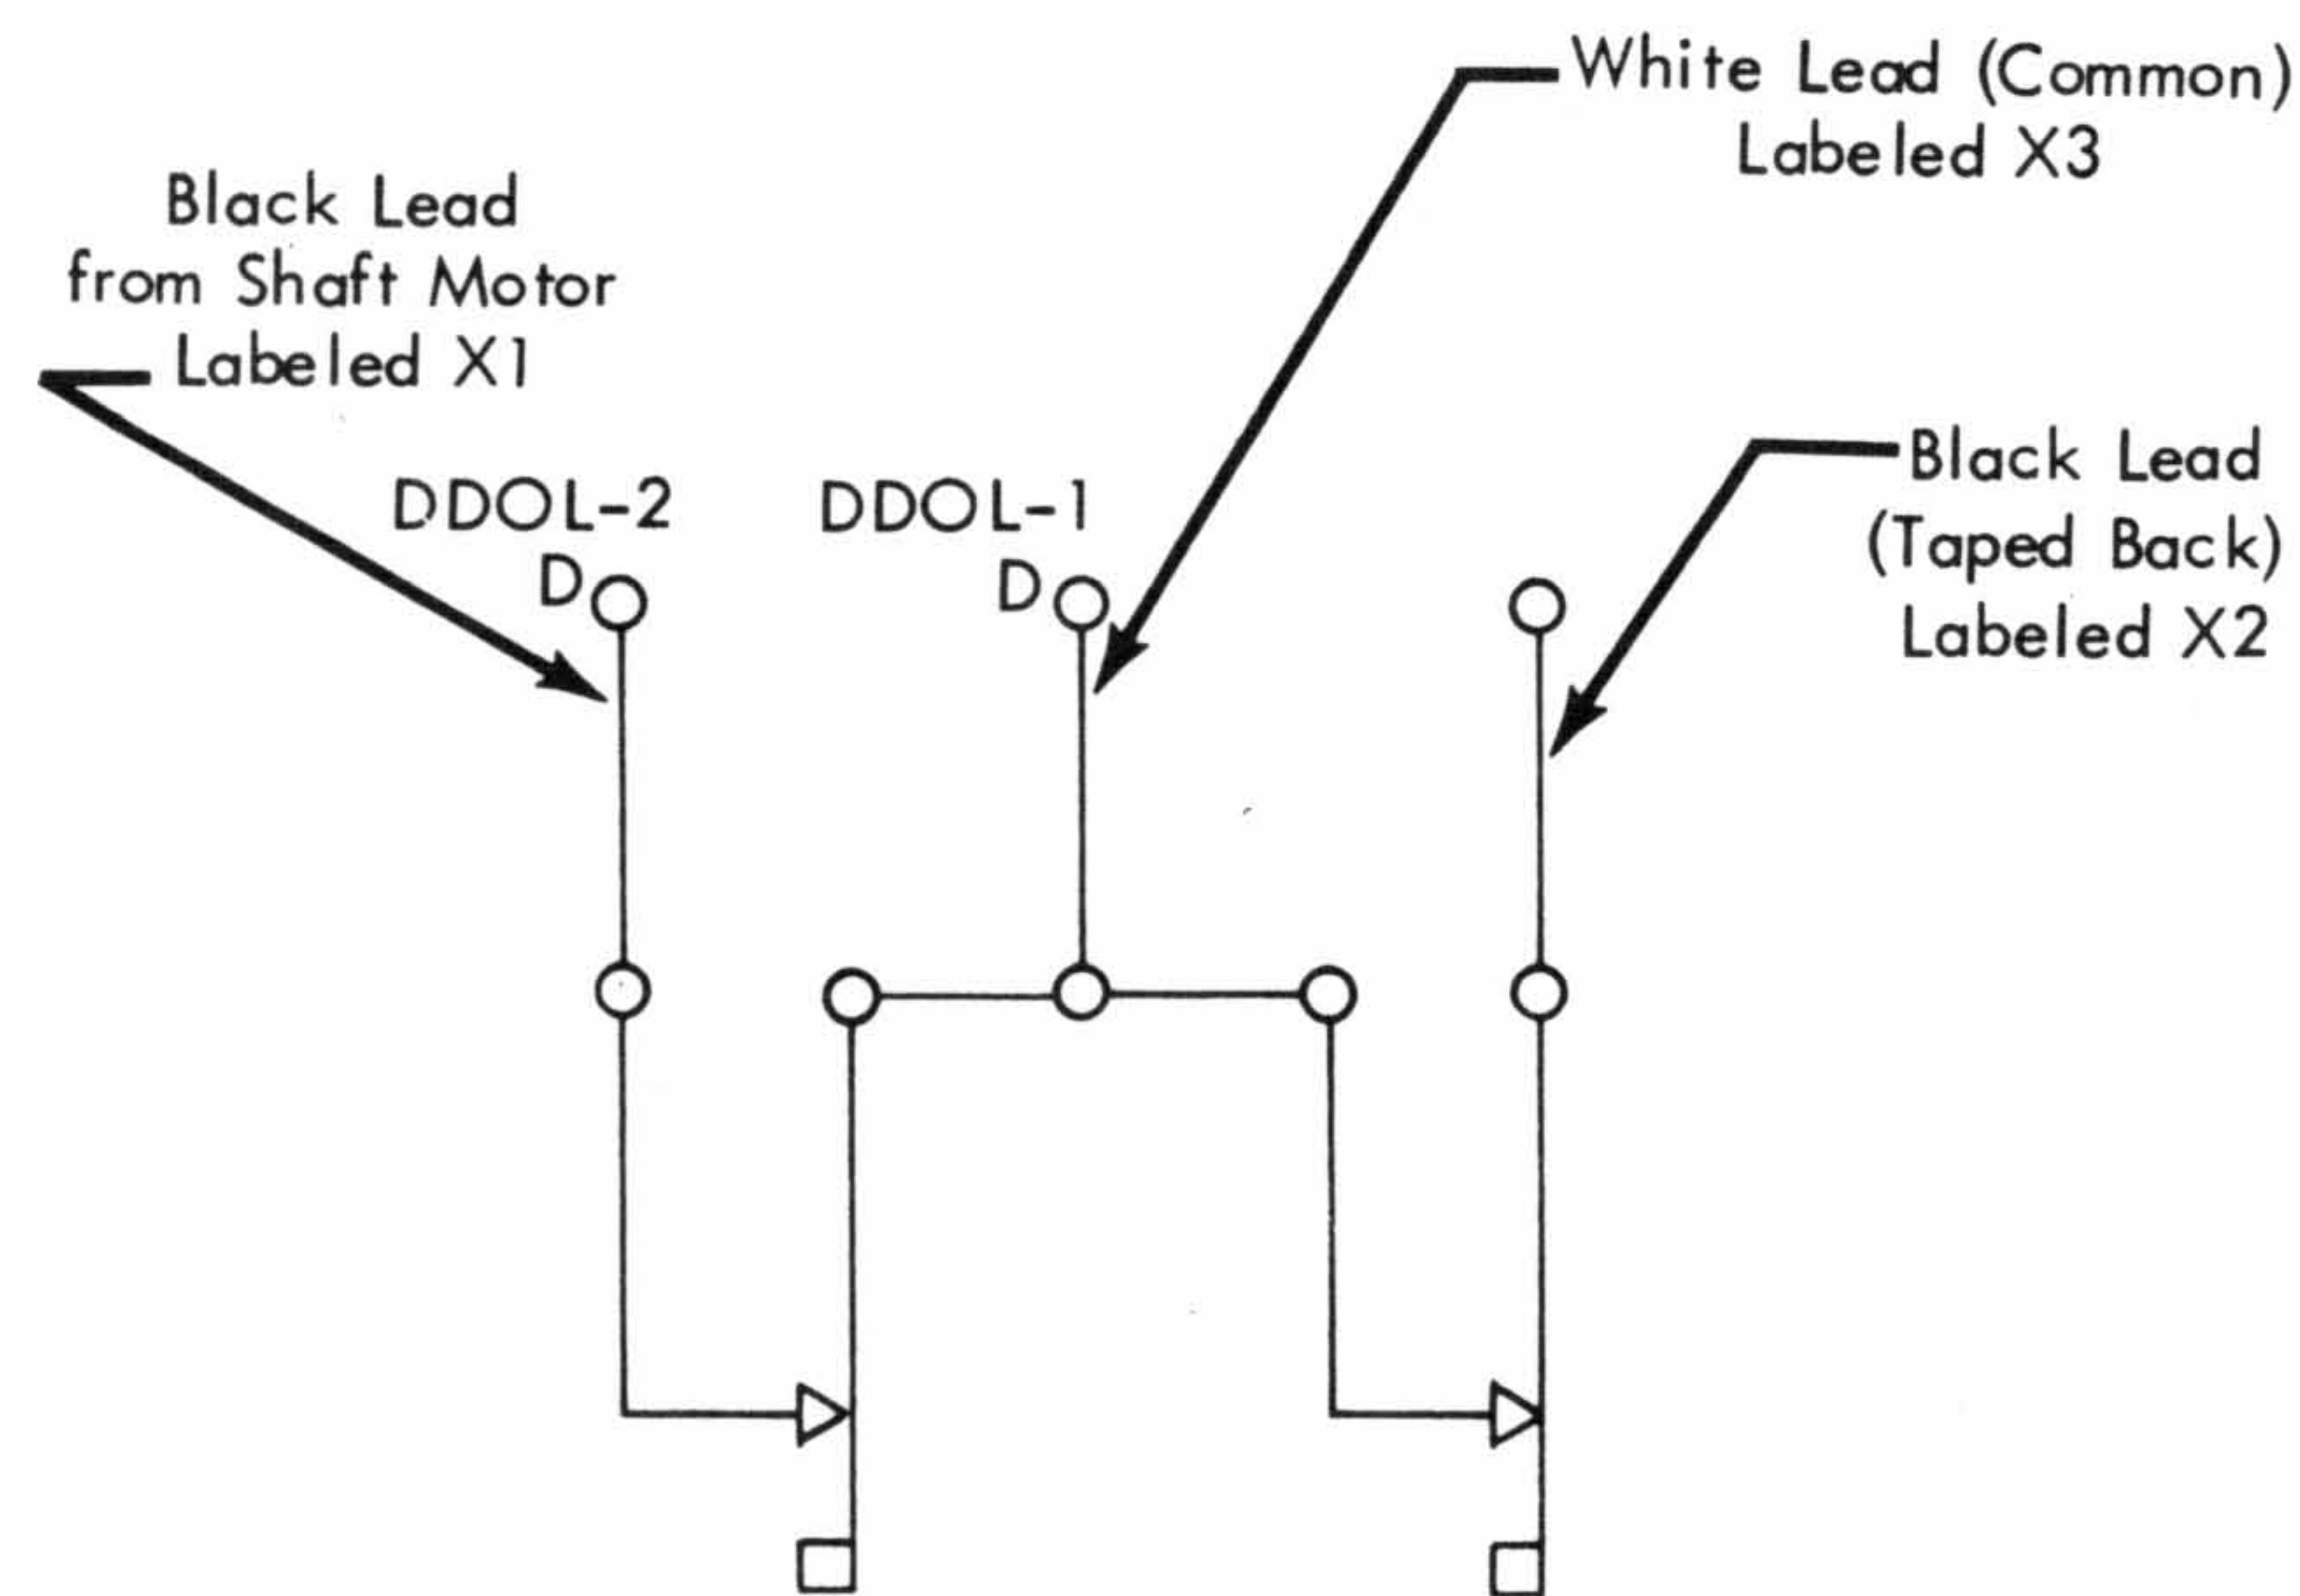 White Lead (Common)
Labeled X3
Black Lead
from Shaft Motor
Labeled X1
Black Lead
(Taped Back)
Labeled X2
DDOL-2
D
DDOL-1
D